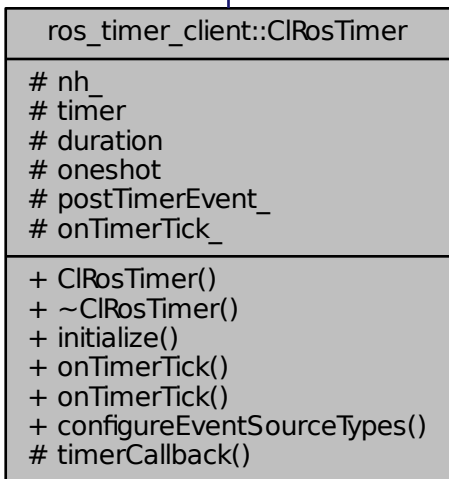 ros_timer_client::ClRosTimer
# nh_
# timer
# duration
# oneshot
# postTimerEvent_
# onTimerTick_
+ ClRosTimer()
+ ~ClRosTimer()
+ initialize()
+ onTimerTick()
+ onTimerTick()
+ configureEventSourceTypes()
# timerCallback()